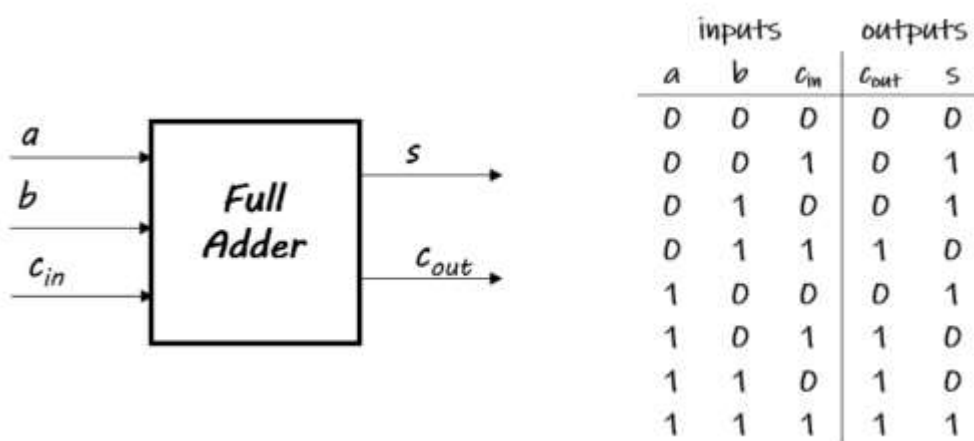 a
b
c_in
Full
Adder
s
c_out
inputs outputs
a b c_in c_out s
0 0 0 0 0
0 0 1 0 1
0 1 0 0 1
0 1 1 1 0
1 0 0 0 1
1 0 1 1 0
1 1 0 1 0
1 1 1 1 1